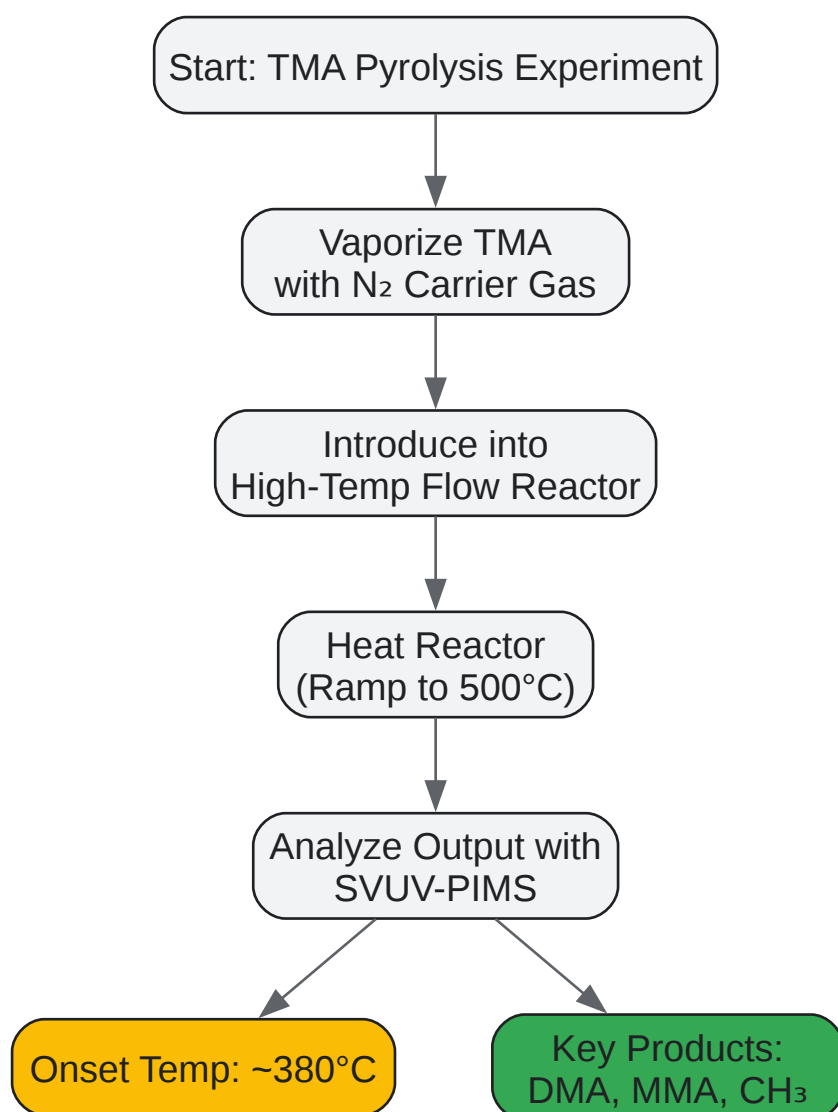 Start: TMA Pyrolysis Experiment
Vaporize TMA
with N₂ Carrier Gas
Introduce into
High-Temp Flow Reactor
Heat Reactor
(Ramp to 500°C)
Analyze Output with
SVUV-PIMS
Onset Temp: ~380°C
Key Products:
DMA, MMA, CH₃